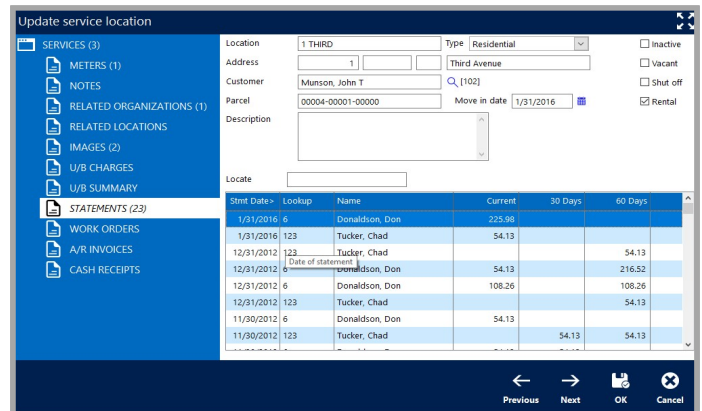 Update service location
SERVICES (3)
METERS (1)
NOTES
RELATED ORGANIZATIONS (1)
RELATED LOCATIONS
IMAGES (2)
U/B CHARGES
U/B SUMMARY
STATEMENTS (23)
WORK ORDERS
A/R INVOICES
CASH RECEIPTS
Location 1 THIRD Type Residential Inactive
Address 1 Third Avenue Vacant
Customer Munson, John T [102] Shut off
Parcel 00004-00001-00000 Move in date 1/31/2016 Rental
Description
Locate
Stmt Date> Lookup Name Current 30 Days 60 Days
1/31/2016 6 Donaldson, Don 225.98
1/31/2016 123 Tucker, Chad 54.13
12/31/2012 123 Tucker, Chad 54.13
Date of statement
12/31/2012 6 Donaldson, Don 54.13 216.52
12/31/2012 6 Donaldson, Don 108.26 108.26
12/31/2012 123 Tucker, Chad 54.13
11/30/2012 6 Donaldson, Don 54.13
11/30/2012 123 Tucker, Chad 54.13 54.13
Previous Next OK Cancel